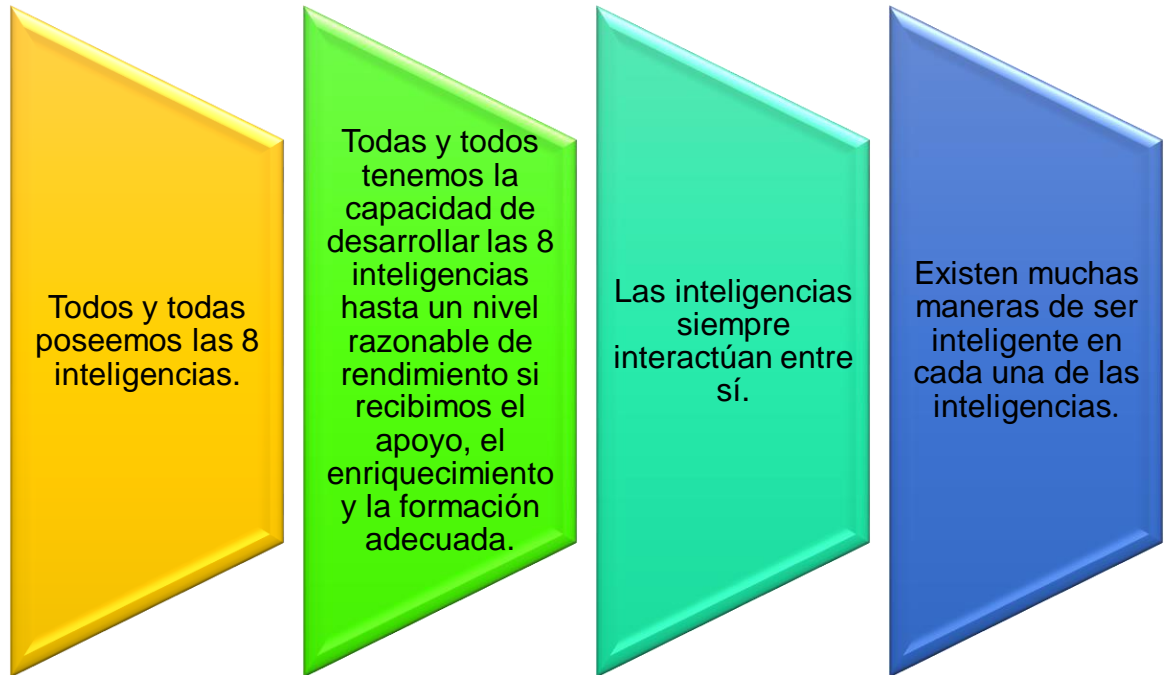 Todos y todas
poseemos las 8
inteligencias.
Todas y todos
tenemos la
capacidad de
desarrollar las 8
inteligencias
hasta un nivel
razonable de
rendimiento si
recibimos el
apoyo, el
enriquecimiento
y la formación
adecuada.
Las inteligencias
siempre
interactúan entre
sí.
Existen muchas
maneras de ser
inteligente en
cada una de las
inteligencias.